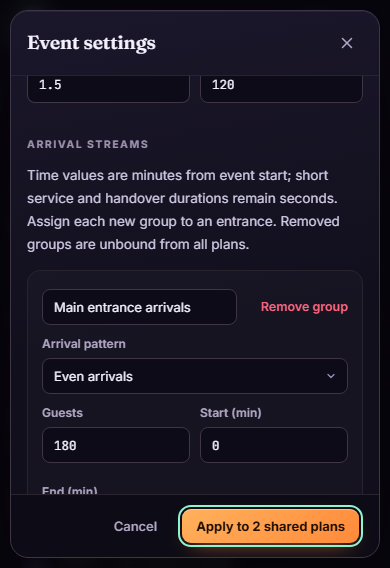 Event settings
1.5
120
ARRIVAL STREAMS
Time values are minutes from event start; short
service and handover durations remain seconds.
Assign each new group to an entrance. Removed
groups are unbound from all plans.
Main entrance arrivals
Remove group
Arrival pattern
Even arrivals
Guests
Start (min)
180
0
End (min)
Cancel
Apply to 2 shared plans